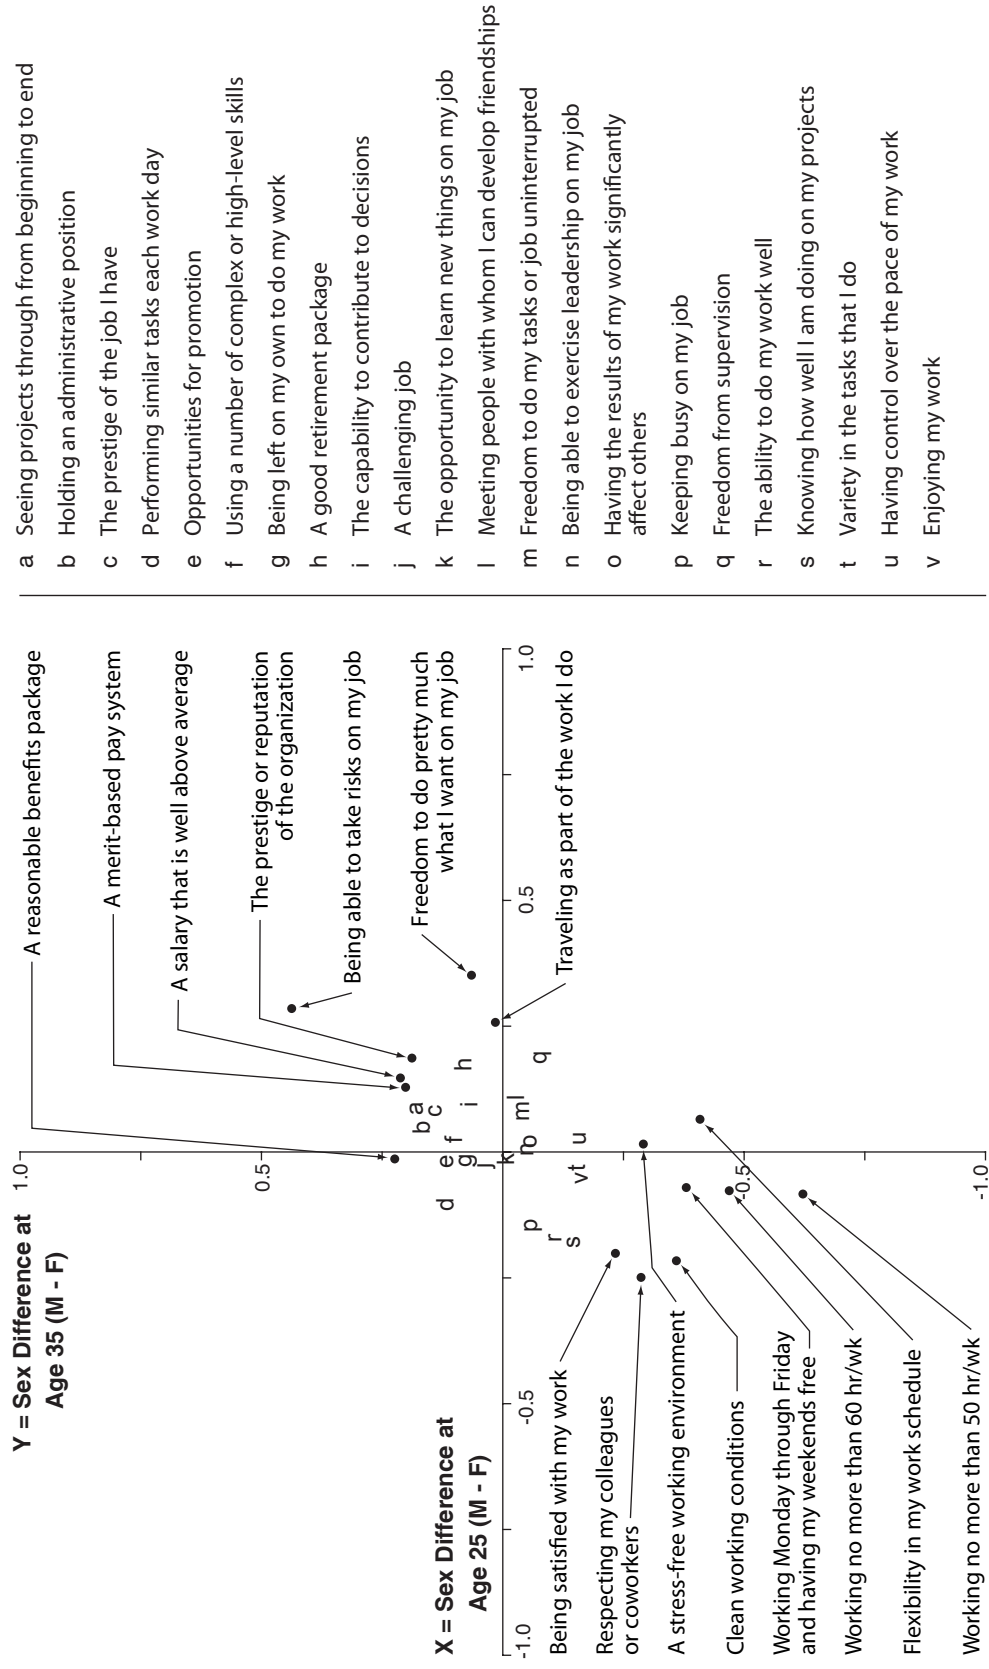 Y = Sex Difference at
Age 35 (M - F)
1.0
0.5
-0.5
-1.0
X = Sex Difference at
Age 25 (M - F)
-1.0
-0.5
0.5
1.0
A reasonable benefits package
A merit-based pay system
A salary that is well above average
The prestige or reputation
of the organization
Being able to take risks on my job
Freedom to do pretty much
what I want on my job
Traveling as part of the work I do
Being satisfied with my work
Respecting my colleagues
or coworkers
A stress-free working environment
Clean working conditions
Working Monday through Friday
and having my weekends free
Working no more than 60 hr/wk
Flexibility in my work schedule
Working no more than 50 hr/wk
a
b
c
d
e
f
g
h
i
j
k
l
m
n
o
p
q
r
s
t
u
v
a Seeing projects through from beginning to end
b Holding an administrative position
c The prestige of the job I have
d Performing similar tasks each work day
e Opportunities for promotion
f Using a number of complex or high-level skills
g Being left on my own to do my work
h A good retirement package
i The capability to contribute to decisions
j A challenging job
k The opportunity to learn new things on my job
l Meeting people with whom I can develop friendships
m Freedom to do my tasks or job uninterrupted
n Being able to exercise leadership on my job
o Having the results of my work significantly
affect others
p Keeping busy on my job
q Freedom from supervision
r The ability to do my work well
s Knowing how well I am doing on my projects
t Variety in the tasks that I do
u Having control over the pace of my work
v Enjoying my work